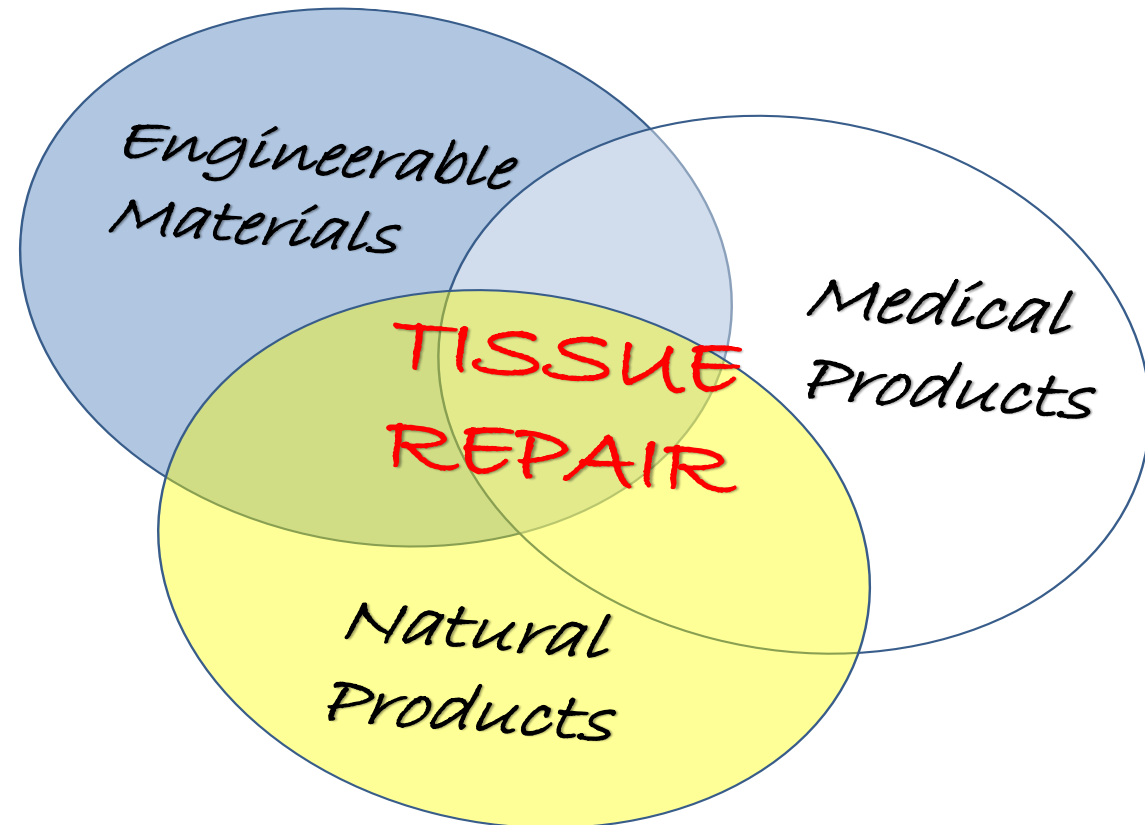 Engineerable
Materials
Medical
Products
TISSUE
REPAIR
Natural
Products